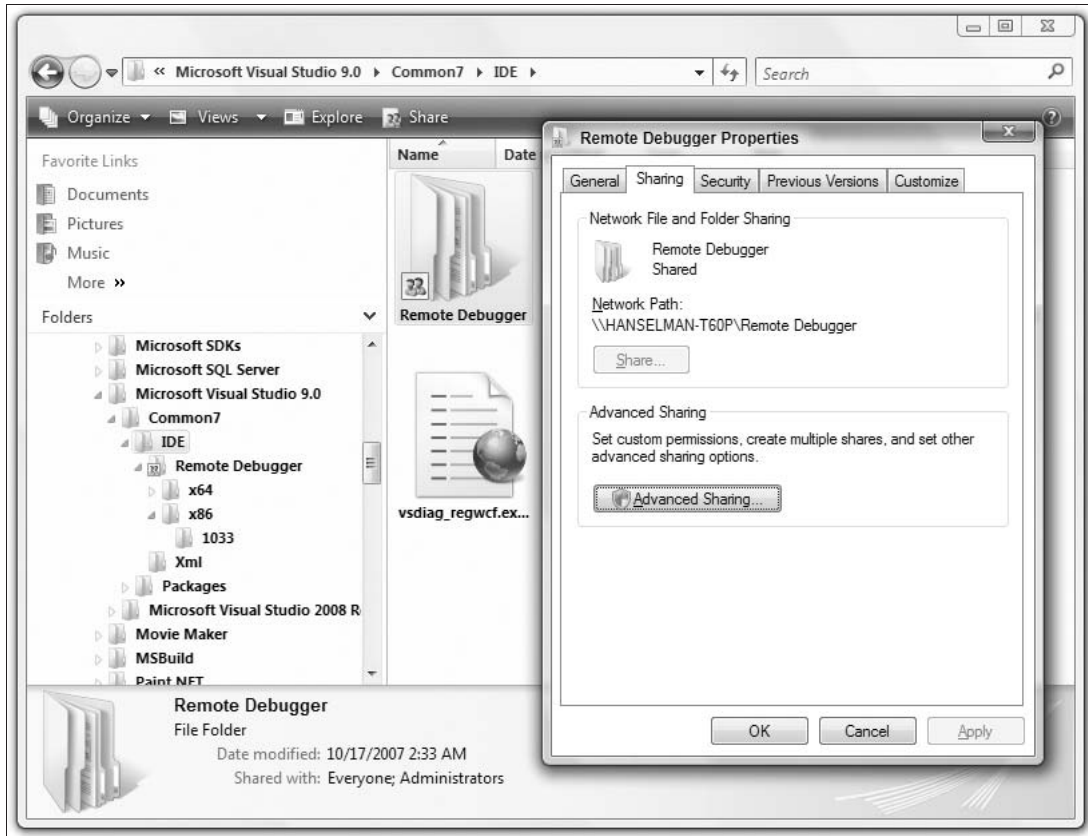 « Microsoft Visual Studio 9.0 ▸ Common7 ▸ IDE ▸
Search
Organize Views Explore Share
Favorite Links
Documents
Pictures
Music
More »
Folders
Microsoft SDKs
Microsoft SQL Server
Microsoft Visual Studio 9.0
Common7
IDE
Remote Debugger
x64
x86
1033
Xml
Packages
Microsoft Visual Studio 2008 R
Movie Maker
MSBuild
Paint.NET
Name Date
Remote Debugger
vsdiag_regwcf.ex...
Remote Debugger Properties
General Sharing Security Previous Versions Customize
Network File and Folder Sharing
Remote Debugger
Shared
Network Path:
\\HANSELMAN-T60P\Remote Debugger
Share...
Advanced Sharing
Set custom permissions, create multiple shares, and set other
advanced sharing options.
Advanced Sharing...
OK Cancel Apply
Remote Debugger
File Folder
Date modified: 10/17/2007 2:33 AM
Shared with: Everyone; Administrators